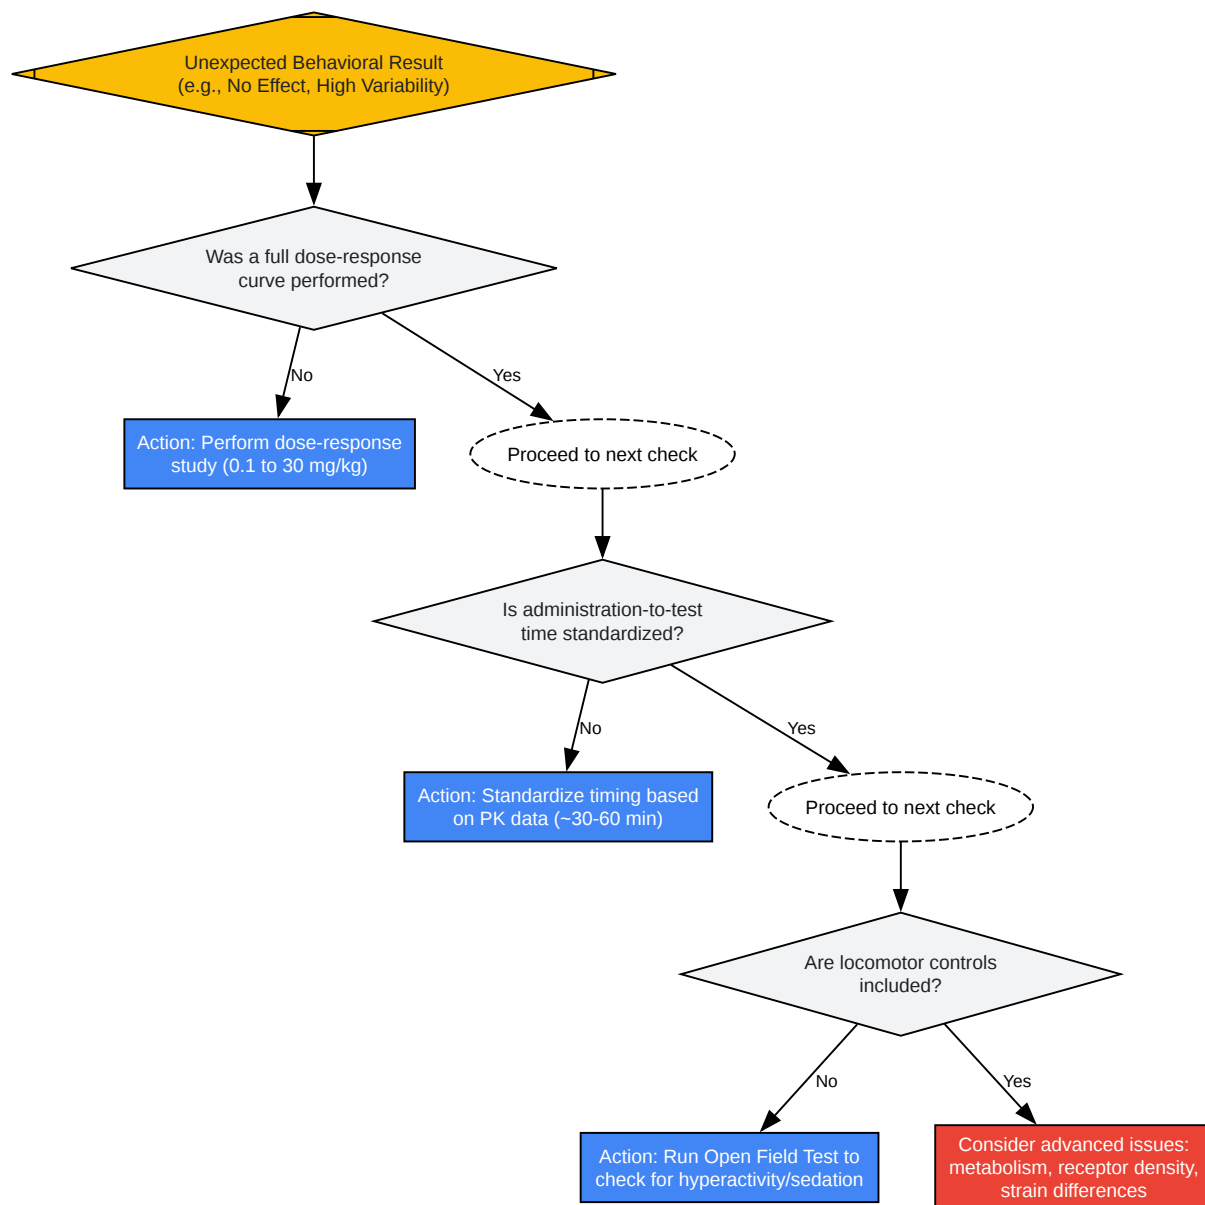 Unexpected Behavioral Result
(e.g., No Effect, High Variability)
Was a full dose-response
curve performed?
No
Yes
Action: Perform dose-response
study (0.1 to 30 mg/kg)
Proceed to next check
Is administration-to-test
time standardized?
No
Yes
Action: Standardize timing based
on PK data (~30-60 min)
Proceed to next check
Are locomotor controls
included?
No
Yes
Action: Run Open Field Test to
check for hyperactivity/sedation
Consider advanced issues:
metabolism, receptor density,
strain differences